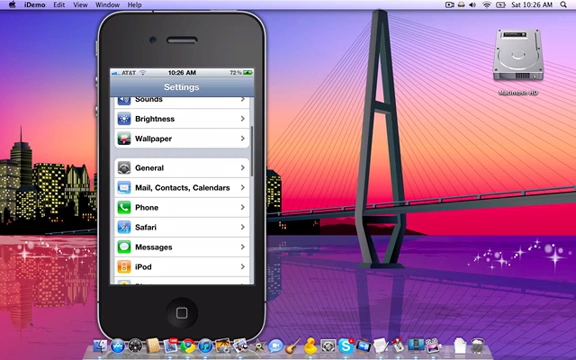 iDemo Edit View Window Help
Sat 10:26 AM
AT&T 10:26 AM 72%
Settings
Sounds
Brightness
Wallpaper
General
Mail, Contacts, Calendars
Phone
Safari
Messages
iPod
Macintosh HD